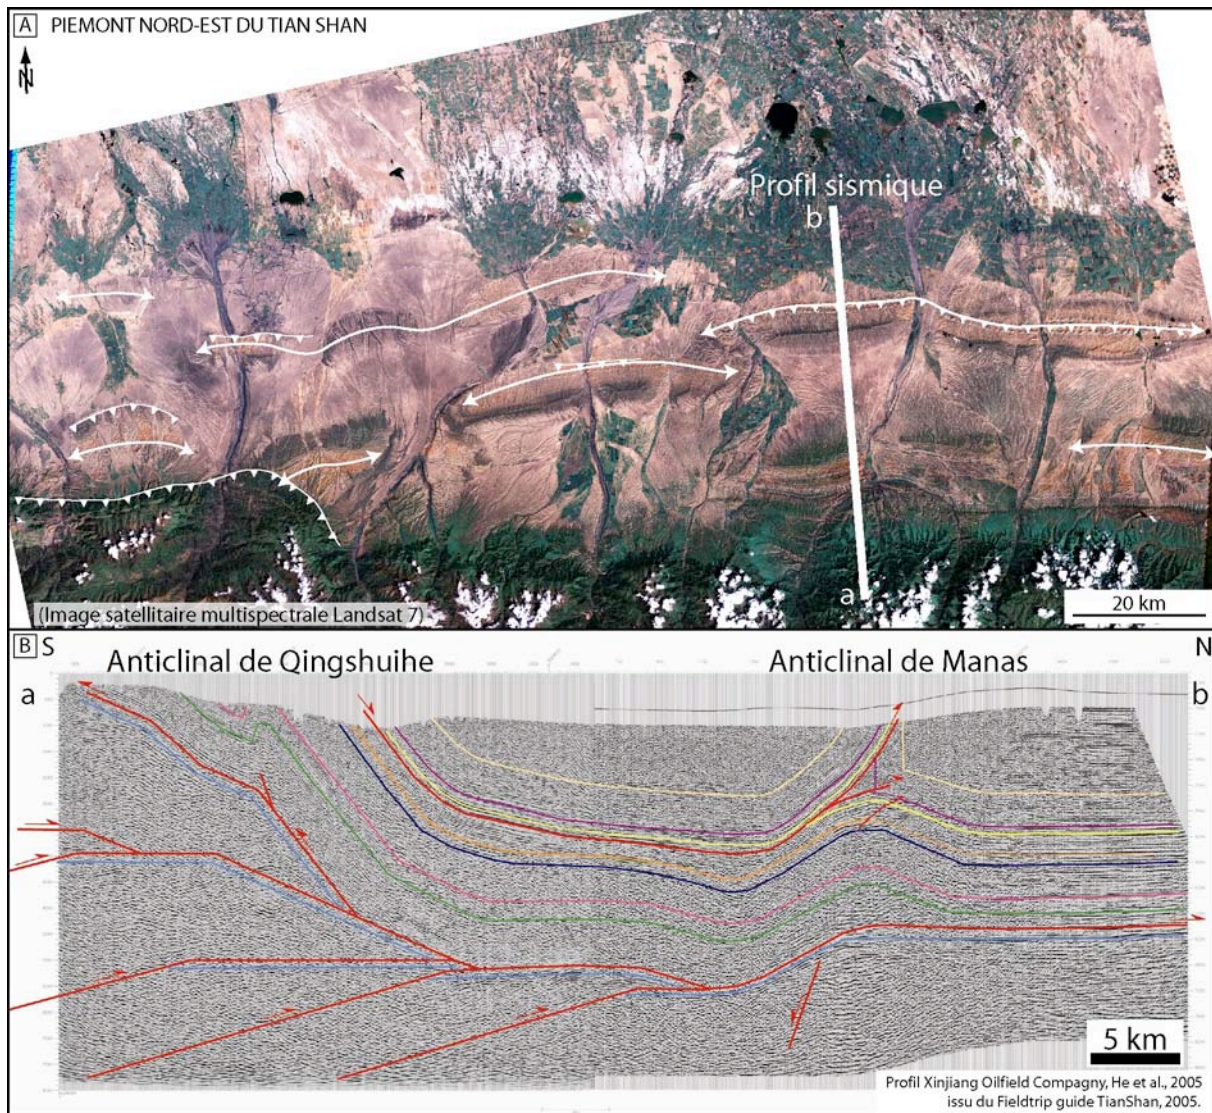 A PIEMONT NORD-EST DU TIAN SHAN
N
Profil sismique
b
a
(Image satellitaire multispectrale Landsat 7)
20 km
B S
Anticlinal de Qingshuihe
Anticlinal de Manas
N
a
b
5 km
Profil Xinjiang Oilfield Compagny, He et al., 2005
issu du Fieldtrip guide TianShan, 2005.